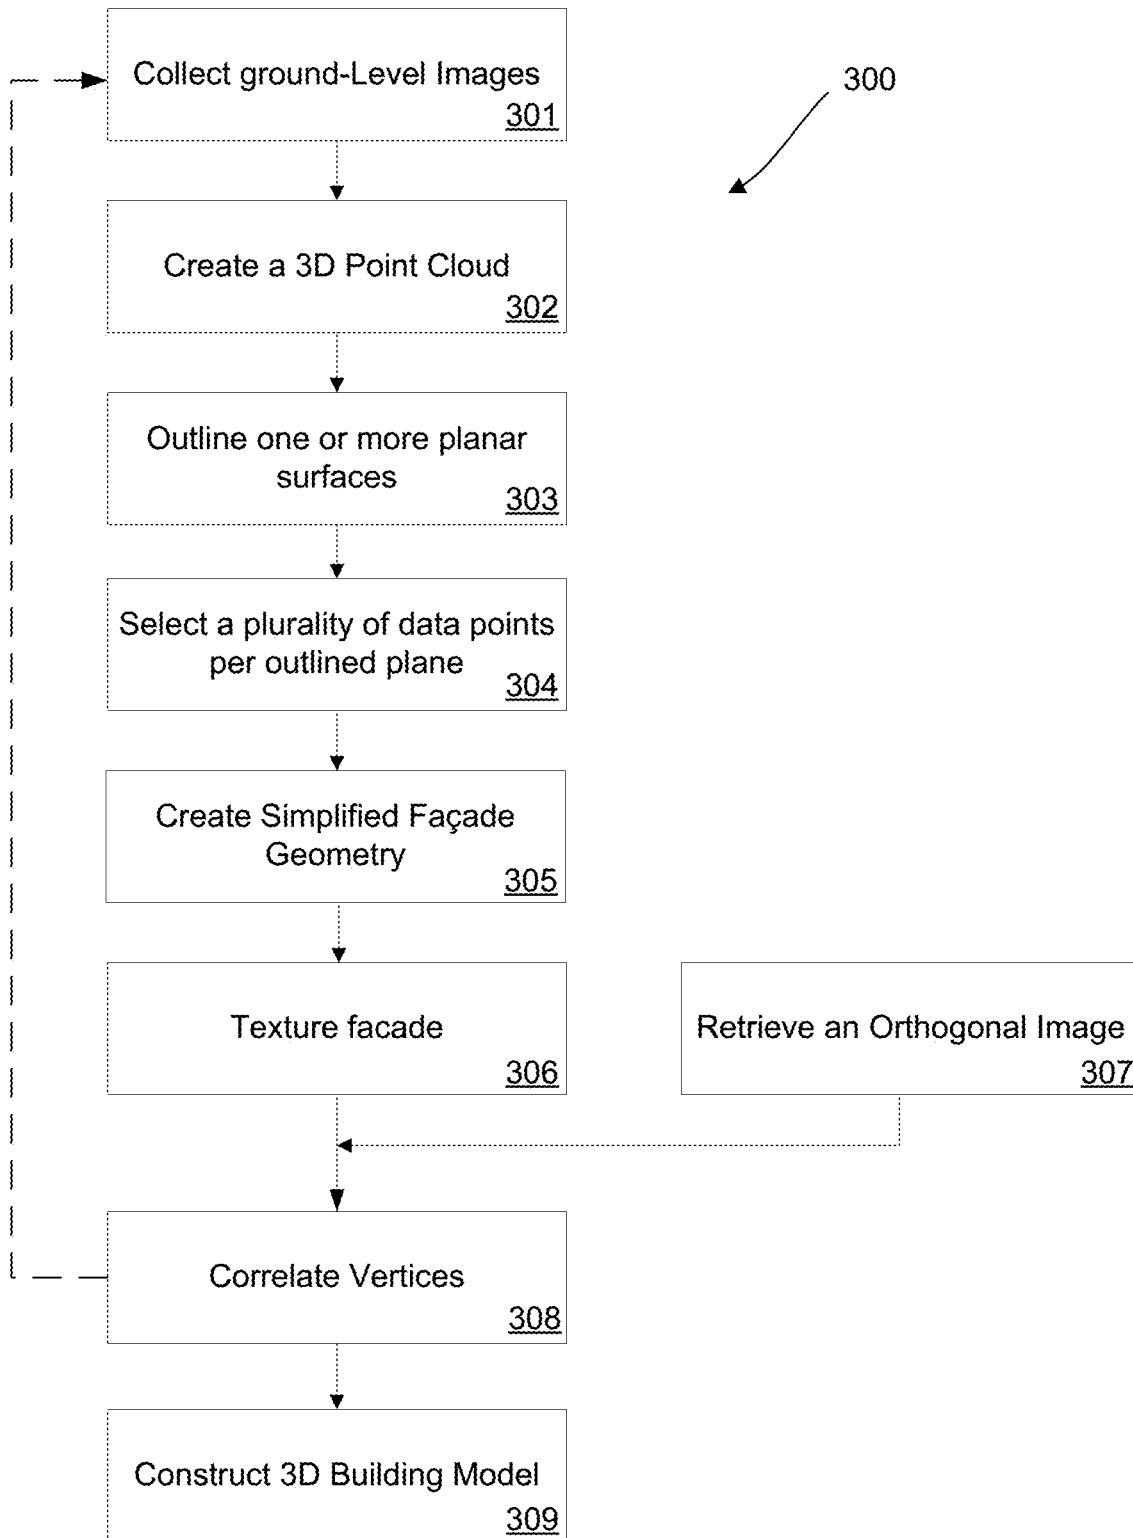 Collect ground-Level Images
301
300
Create a 3D Point Cloud
302
Outline one or more planar
surfaces
303
Select a plurality of data points
per outlined plane
304
Create Simplified Façade
Geometry
305
Texture facade
306
Retrieve an Orthogonal Image
307
Correlate Vertices
308
Construct 3D Building Model
309